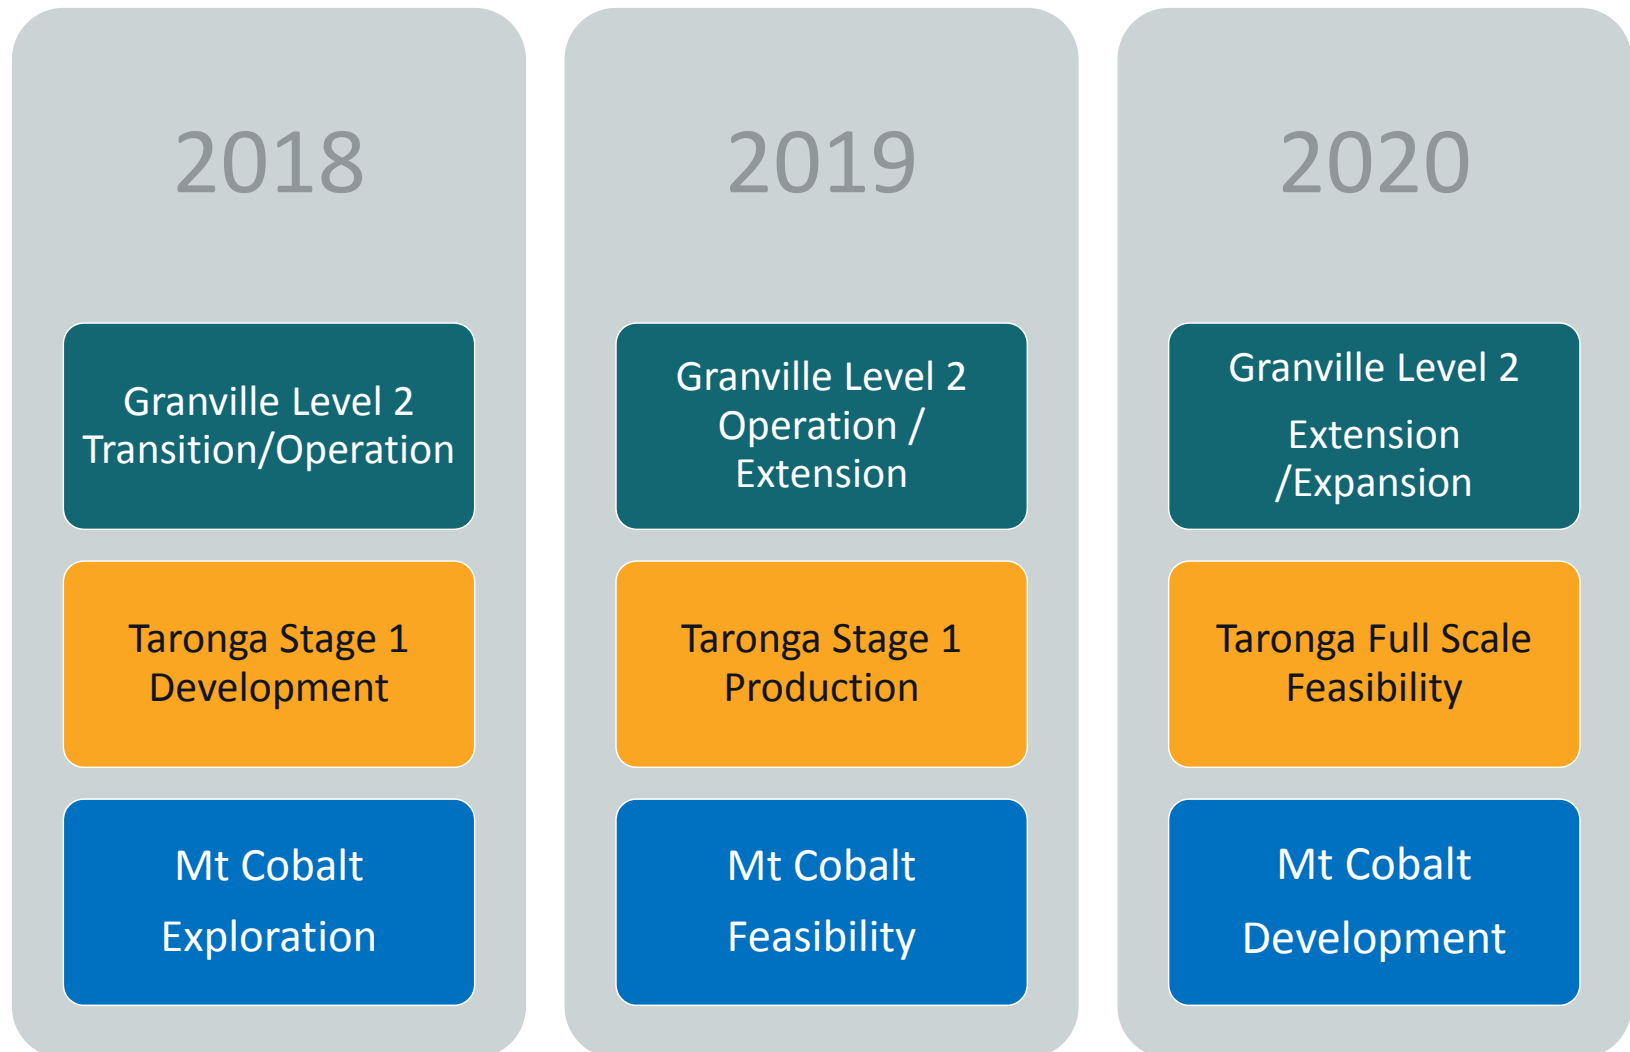 2018
Granville Level 2
Transition/Operation
Taronga Stage 1
Development
Mt Cobalt
Exploration
2019
Granville Level 2
Operation /
Extension
Taronga Stage 1
Production
Mt Cobalt
Feasibility
2020
Granville Level 2
Extension
/Expansion
Taronga Full Scale
Feasibility
Mt Cobalt
Development